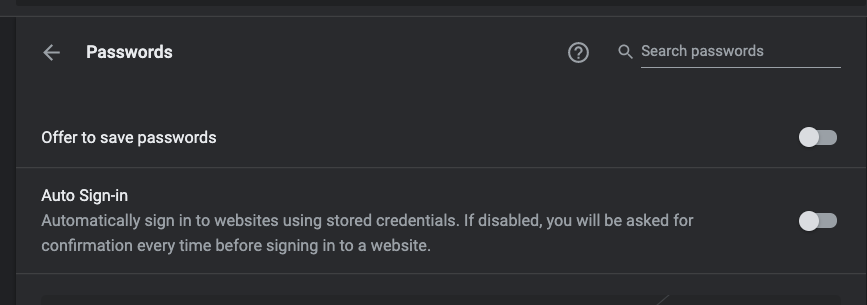 Passwords
Search passwords
Offer to save passwords
Auto Sign-in
Automatically sign in to websites using stored credentials. If disabled, you will be asked for
confirmation every time before signing in to a website.